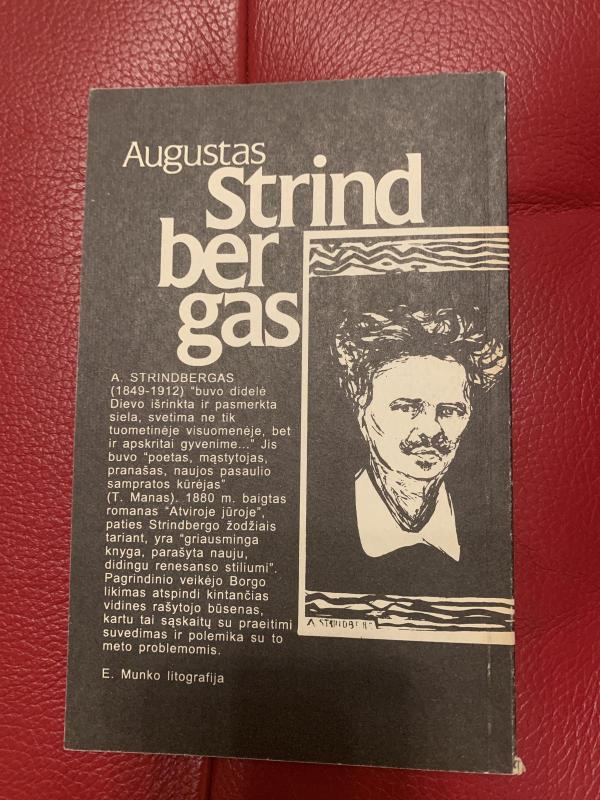 Augustas
Strind
ber
gas
A. STRINDBERGAS
(1849-1912) "buvo didelė
Dievo išrinkta ir pasmerkta
siela, svetima ne tik
tuometinėje visuomenėje, bet
ir apskritai gyvenime..." Jis
buvo "poetas, mąstytojas,
pranašas, naujos pasaulio
sampratos kūrėjas"
(T. Manas). 1880 m. baigtas
romanas "Atviroje jūroje",
paties Strindbergo žodžiais
tariant, yra "griausminga
knyga, parašyta nauju,
didingu renesanso stiliumi".
Pagrindinio veikėjo Borgo
likimas atspindi kintančias
vidines rašytojo būsenas,
kartu tai sąskaitų su praeitimi
suvedimas ir polemika su to
meto problemomis.
E. Munko litografija